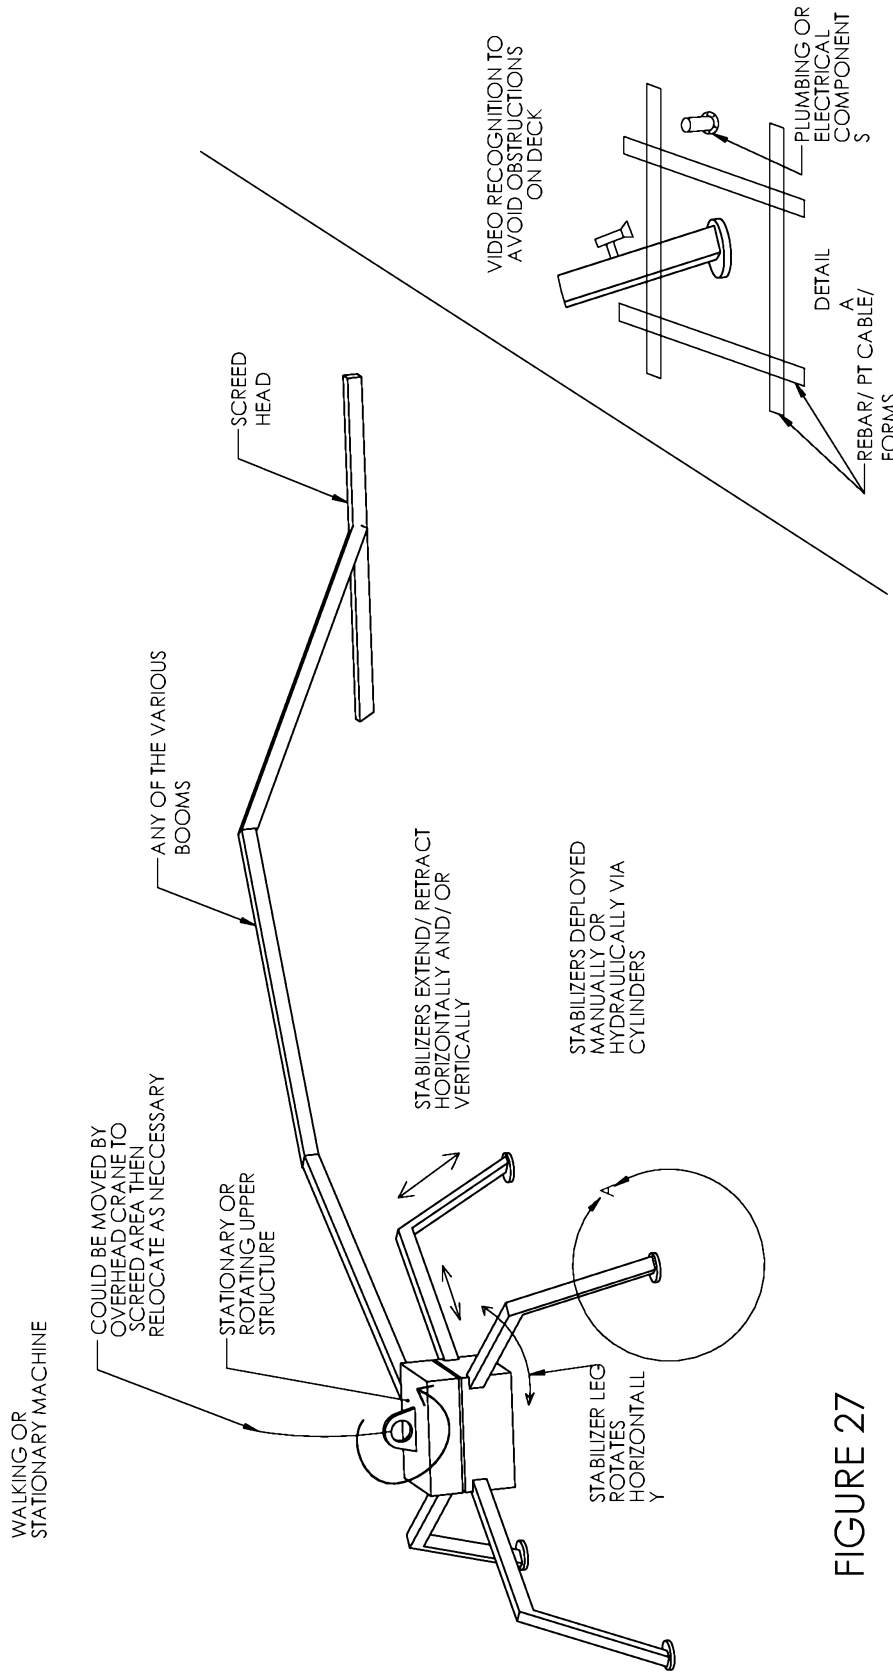 WALKING OR
STATIONARY MACHINE
COULD BE MOVED BY
OVERHEAD CRANE TO
SCREED AREA THEN
RELOCATE AS NECCESSARY
STATIONARY OR
ROTATING UPPER
STRUCTURE
ANY OF THE VARIOUS
BOOMS
SCREED
HEAD
STABILIZERS EXTEND/ RETRACT
HORIZONTALLY AND/ OR
VERTICALLY
STABILIZERS DEPLOYED
MANUALLY OR
HYDRAULICALLY VIA
CYLINDERS
STABILIZER LEG
ROTATES
HORIZONTALL
Y
A
VIDEO RECOGNITION TO
AVOID OBSTRUCTIONS
ON DECK
PLUMBING OR
ELECTRICAL
COMPONENT
S
DETAIL
A
REBAR/ PT CABLE/
FORMS
FIGURE 27